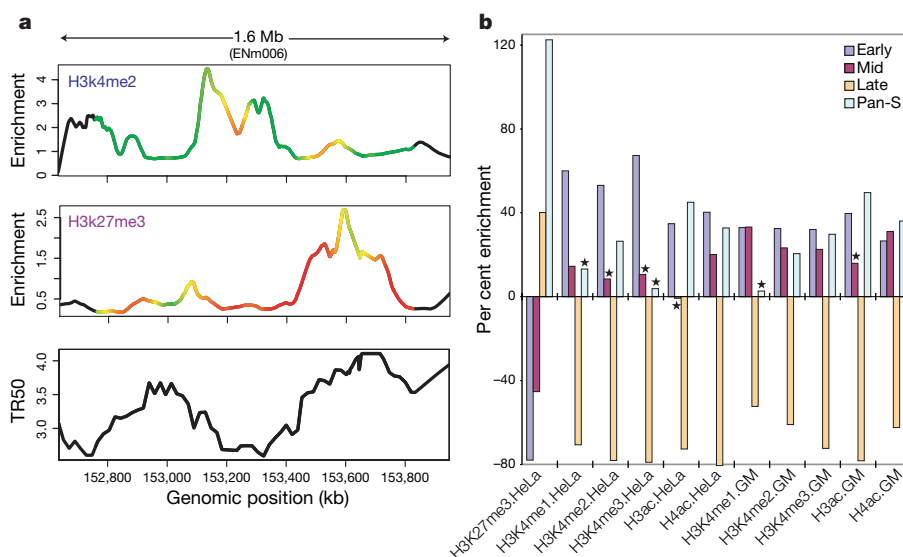 a
1.6 Mb
(ENm006)
H3k4me2
Enrichment
4
3
2
1
0
H3k27me3
Enrichment
2.5
1.5
0.5
TR50
4.0
3.5
3.0
152,800 153,000 153,200 153,400 153,600 153,800
Genomic position (kb)
b
Per cent enrichment
120
80
40
0
−40
−80
Early
Mid
Late
Pan-S
H3K27me3.HeLa
H3K4me1.HeLa
H3K4me2.HeLa
H3K4me3.HeLa
H3ac.HeLa
H4ac.HeLa
H3K4me1.GM
H3K4me2.GM
H3K4me3.GM
H3ac.GM
H4ac.GM